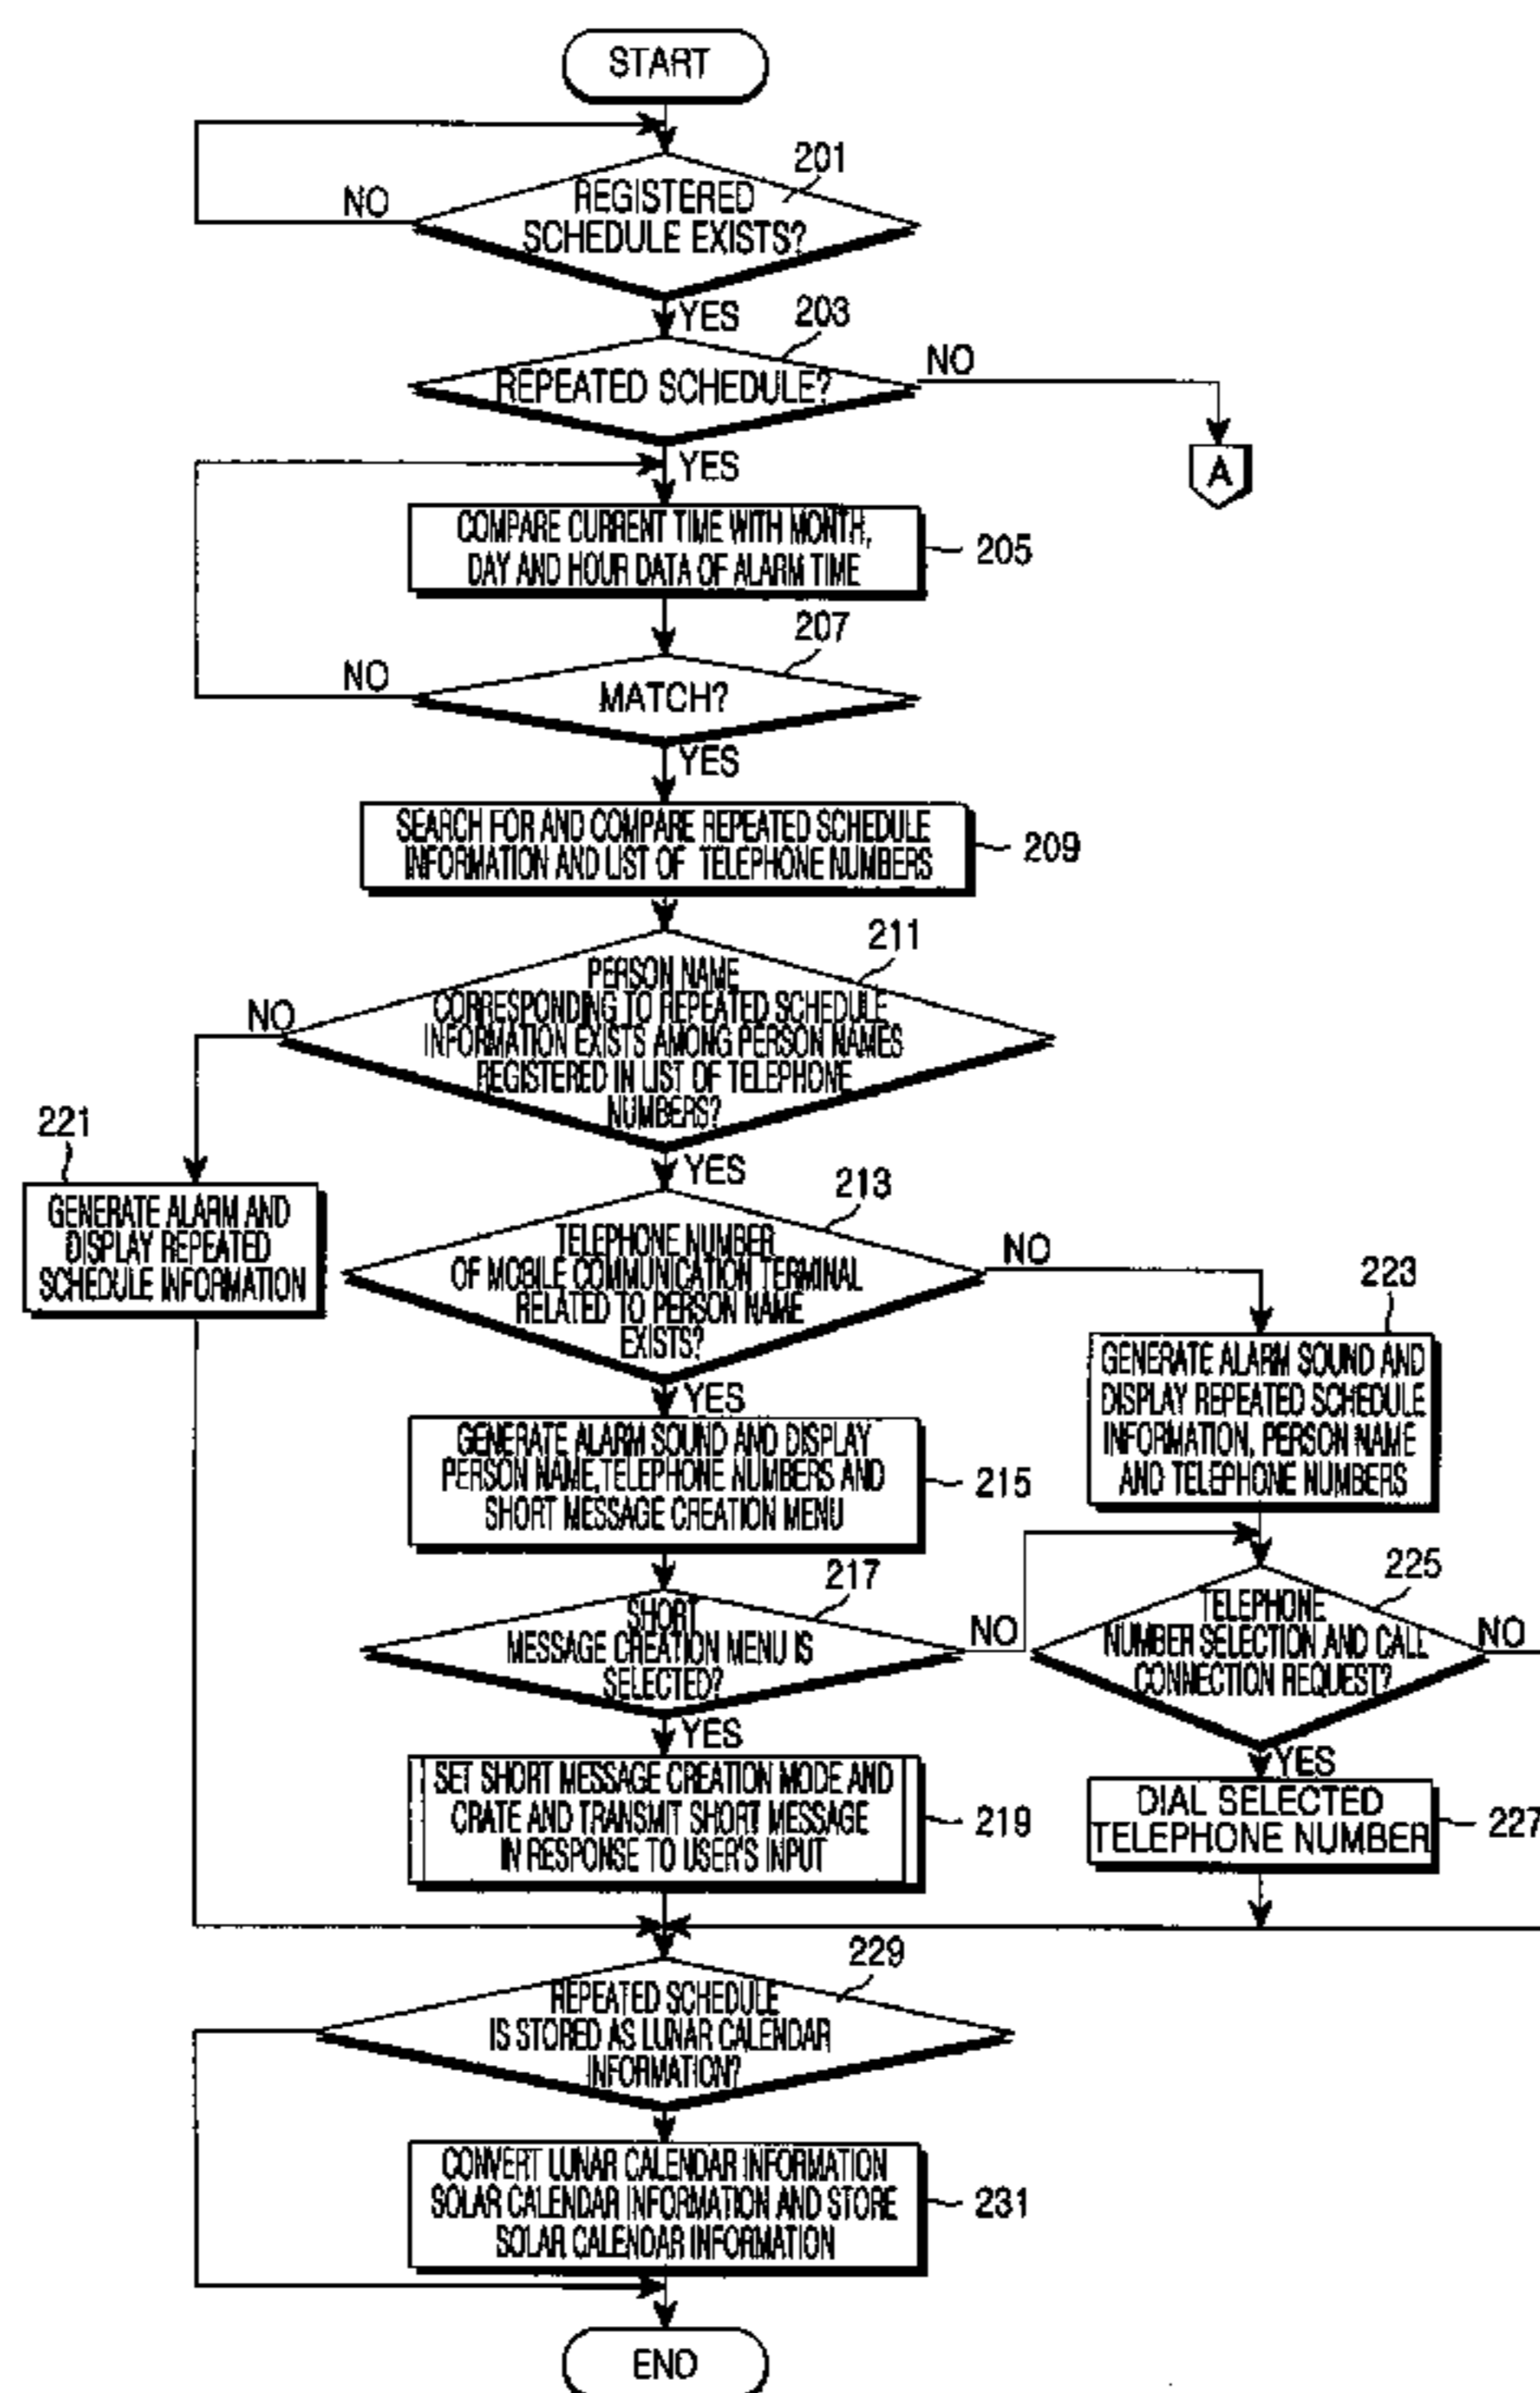 START
201
REGISTERED
SCHEDULE EXISTS?
NO
YES
203
REPEATED SCHEDULE?
NO
A
YES
COMPARE CURRENT TIME WITH MONTH,
DAY AND HOUR DATA OF ALARM TIME
205
207
MATCH?
NO
YES
SEARCH FOR AND COMPARE REPEATED SCHEDULE
INFORMATION AND LIST OF TELEPHONE NUMBERS
209
211
PERSON NAME
CORRESPONDING TO REPEATED SCHEDULE
INFORMATION EXISTS AMONG PERSON NAMES
REGISTERED IN LIST OF TELEPHONE
NUMBERS?
NO
YES
221
GENERATE ALARM AND
DISPLAY REPEATED
SCHEDULE INFORMATION
213
TELEPHONE NUMBER
OF MOBILE COMMUNICATION TERMINAL
RELATED TO PERSON NAME
EXISTS?
NO
YES
223
GENERATE ALARM SOUND AND
DISPLAY REPEATED SCHEDULE
INFORMATION, PERSON NAME
AND TELEPHONE NUMBERS
GENERATE ALARM SOUND AND DISPLAY
PERSON NAME, TELEPHONE NUMBERS AND
SHORT MESSAGE CREATION MENU
215
217
SHORT
MESSAGE CREATION MENU IS
SELECTED?
NO
YES
225
TELEPHONE
NUMBER SELECTION AND CALL
CONNECTION REQUEST?
NO
YES
SET SHORT MESSAGE CREATION MODE AND
CRATE AND TRANSMIT SHORT MESSAGE
IN RESPONSE TO USER'S INPUT
219
DIAL SELECTED
TELEPHONE NUMBER
227
229
REPEATED SCHEDULE
IS STORED AS LUNAR CALENDAR
INFORMATION?
CONVERT LUNAR CALENDAR INFORMATION
SOLAR CALENDAR INFORMATION AND STORE
SOLAR CALENDAR INFORMATION
231
END